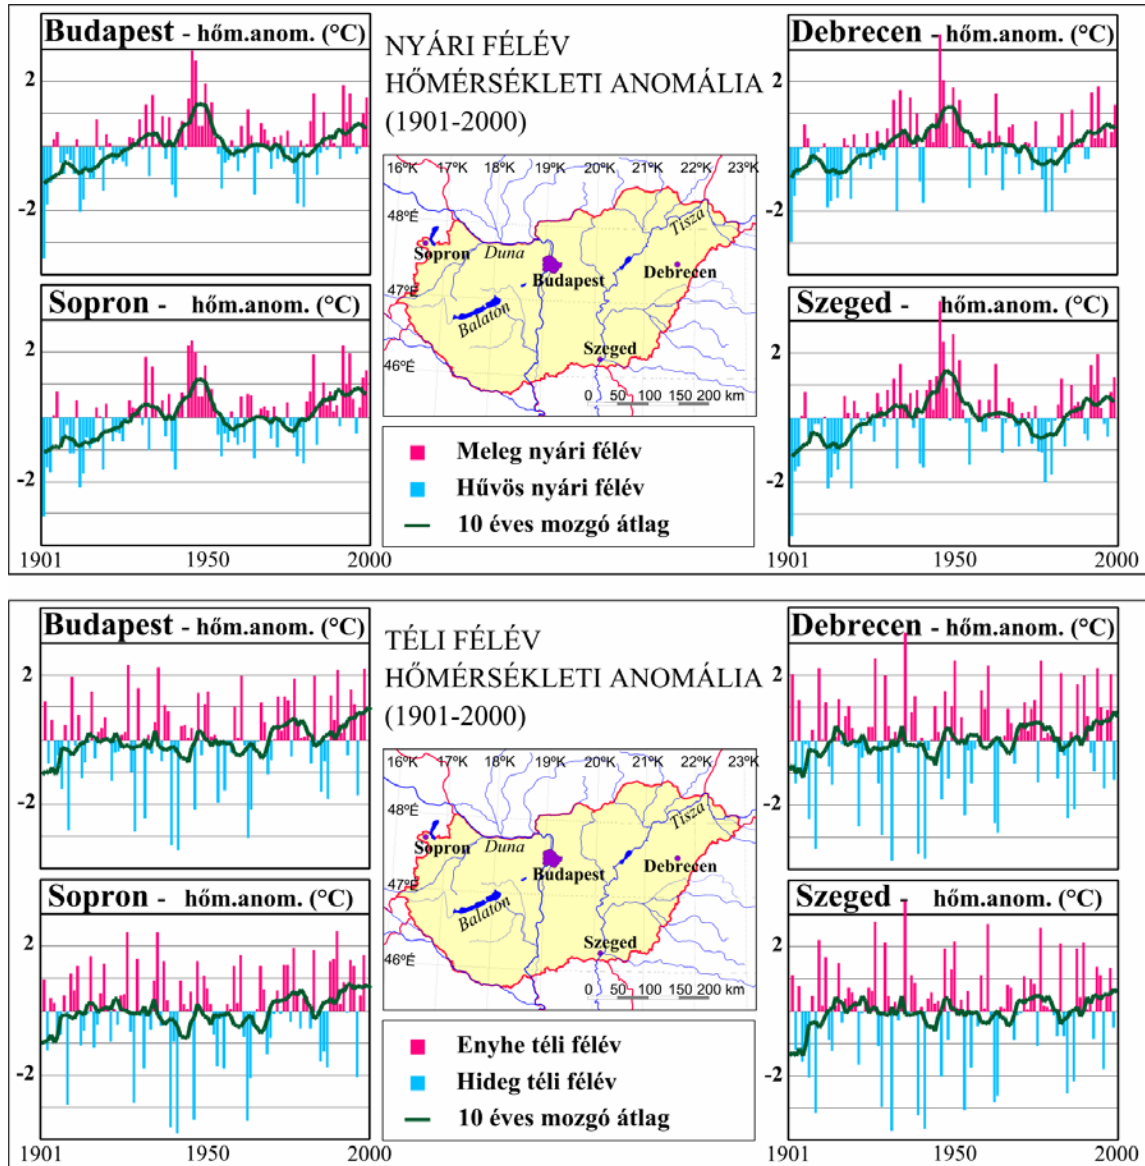 Budapest - hőm.anom. (°C)
2
-2
NYÁRI FÉLÉV
HŐMÉRSÉKLETI ANOMÁLIA
(1901-2000)
Debrecen - hőm.anom. (°C)
2
-2
16°K 17°K 18°K 19°K 20°K 21°K 22°K 23°K
48°É
47°É
46°É
Sopron
Duna
Budapest
Tisza
Debrecen
Balaton
Szeged
0 50 100 150 200 km
Sopron - hőm.anom. (°C)
2
-2
1901 1950 2000
Meleg nyári félév
Hűvös nyári félév
10 éves mozgó átlag
Szeged - hőm.anom. (°C)
2
-2
1901 1950 2000
Budapest - hőm.anom. (°C)
2
-2
TÉLI FÉLÉV
HŐMÉRSÉKLETI ANOMÁLIA
(1901-2000)
Debrecen - hőm.anom. (°C)
2
-2
16°K 17°K 18°K 19°K 20°K 21°K 22°K 23°K
48°É
47°É
46°É
Sopron
Duna
Budapest
Tisza
Debrecen
Balaton
Szeged
0 50 100 150 200 km
Sopron - hőm.anom. (°C)
2
-2
1901 1950 2000
Enyhe téli félév
Hideg téli félév
10 éves mozgó átlag
Szeged - hőm.anom. (°C)
2
-2
1901 1950 2000